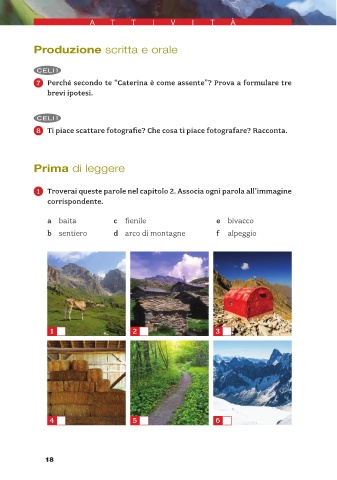 ATTIVITÀ
Produzione scritta e orale
CELI 1
7 Perché secondo te "Caterina è come assente"? Prova a formulare tre
brevi ipotesi.
CELI 1
8 Ti piace scattare fotografie? Che cosa ti piace fotografare? Racconta.
Prima di leggere
1 Troverai queste parole nel capitolo 2. Associa ogni parola all'immagine
corrispondente.
a baita c fienile e bivacco
b sentiero d arco di montagne f alpeggio
1 2 3
4 5 6
18